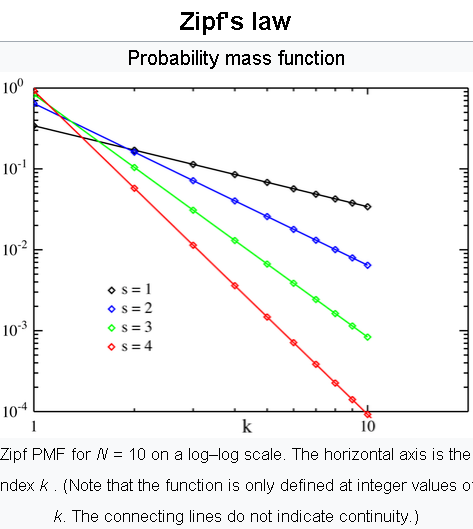 Zipf's law
Probability mass function
10^0
10^-1
10^-2
10^-3
10^-4
s = 1
s = 2
s = 3
s = 4
1
k
10
Zipf PMF for N = 10 on a log–log scale. The horizontal axis is the
ndex k . (Note that the function is only defined at integer values o
k. The connecting lines do not indicate continuity.)